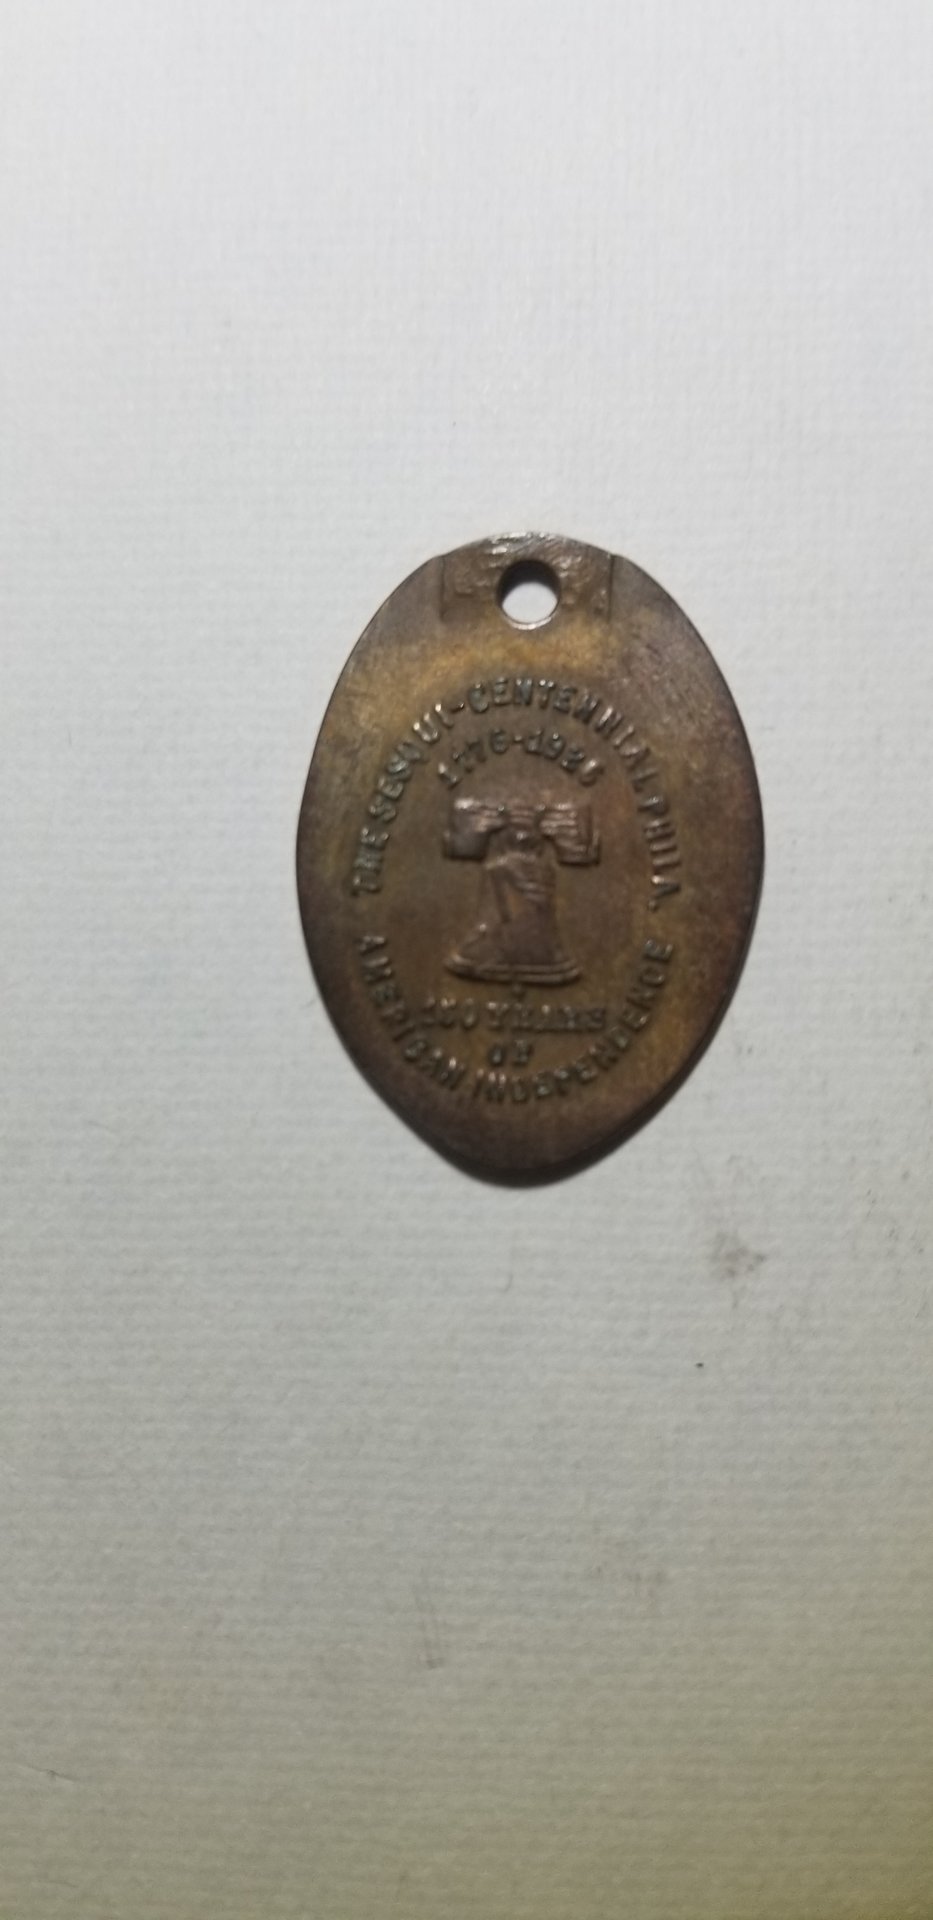 THE SESQUI-CENTENNIAL PHILA.
1776-1926
150 YEARS
OF
AMERICAN INDEPENDENCE